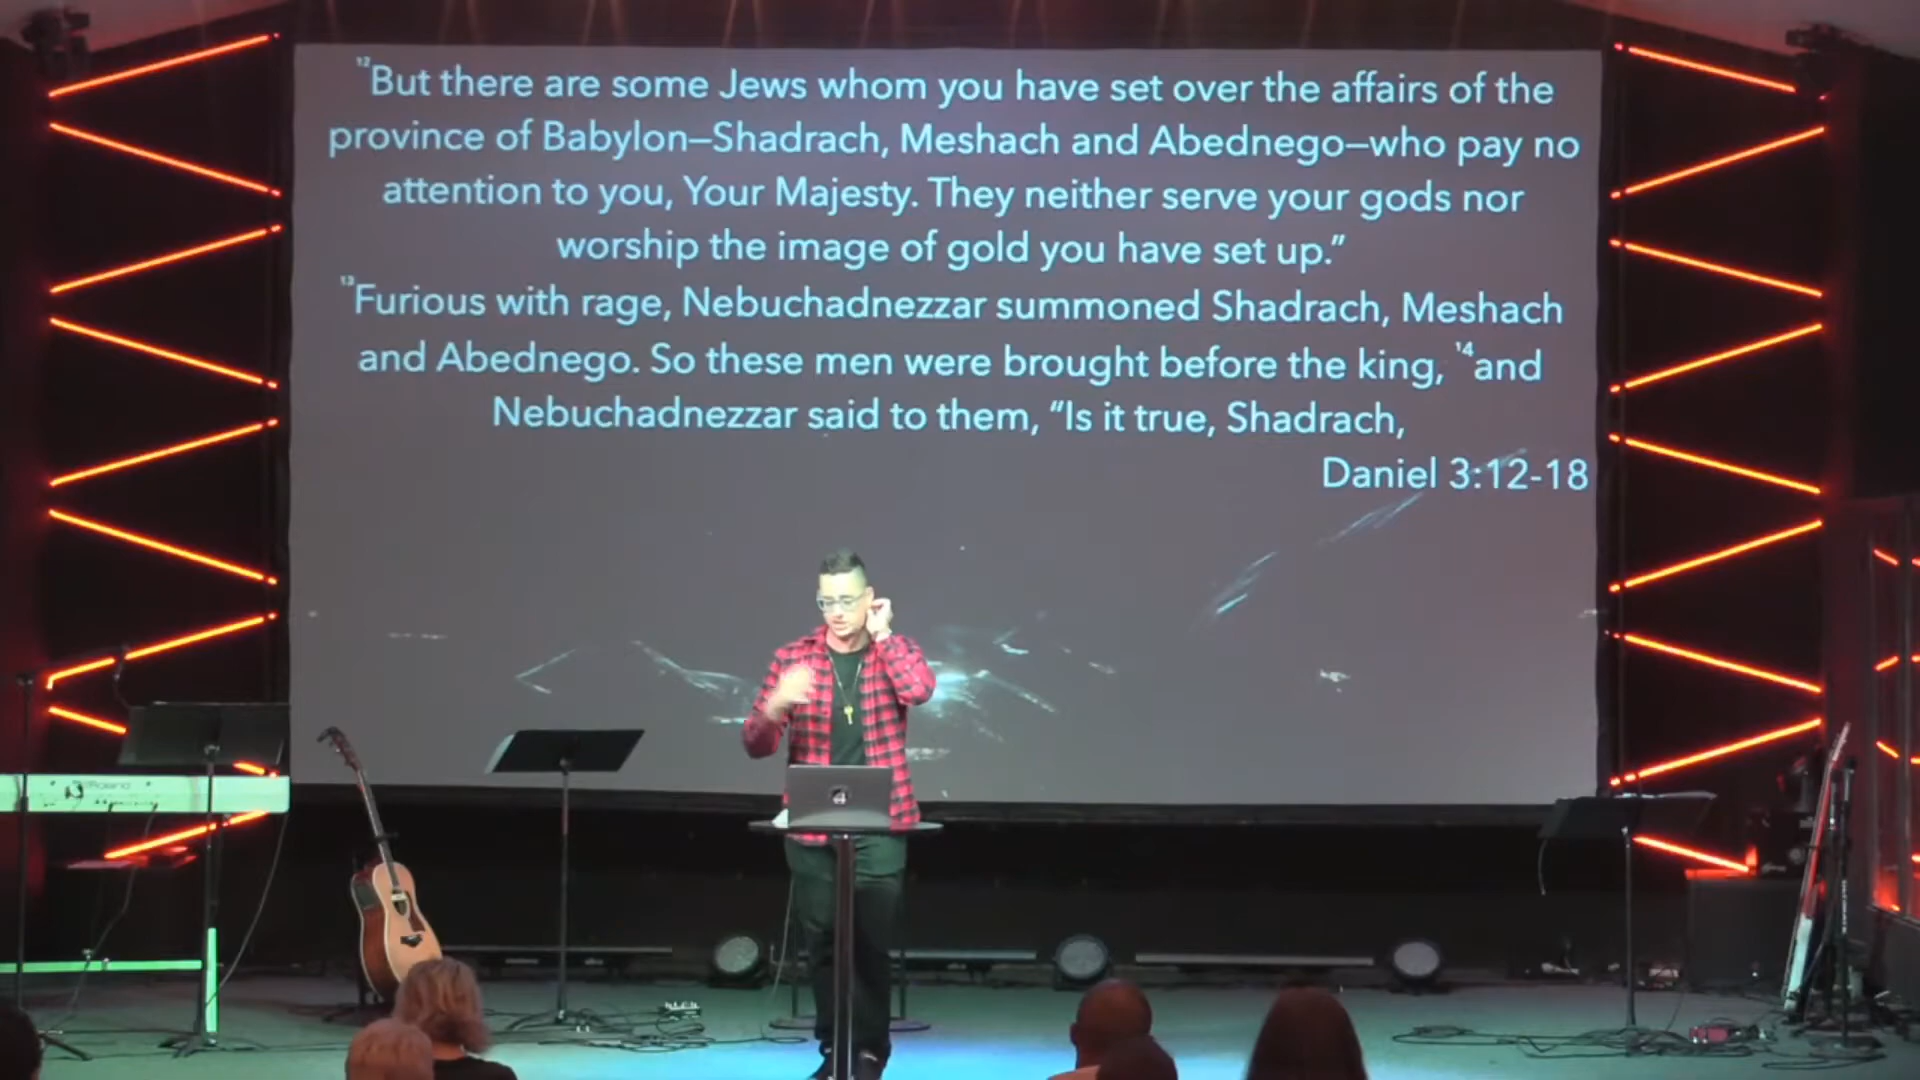 ¹²But there are some Jews whom you have set over the affairs of the
province of Babylon—Shadrach, Meshach and Abednego—who pay no
attention to you, Your Majesty. They neither serve your gods nor
worship the image of gold you have set up.”
¹³Furious with rage, Nebuchadnezzar summoned Shadrach, Meshach
and Abednego. So these men were brought before the king, ¹⁴and
Nebuchadnezzar said to them, “Is it true, Shadrach,
Daniel 3:12-18
Roland